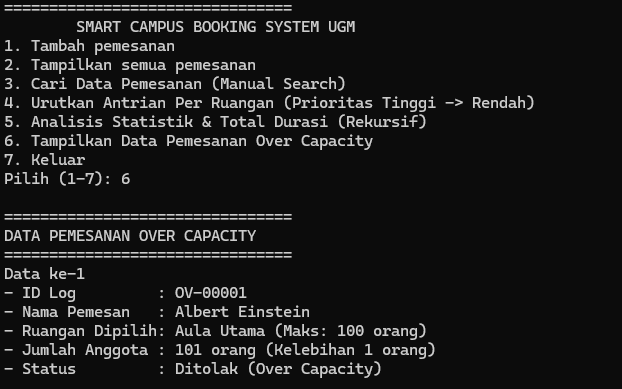 ================================
SMART CAMPUS BOOKING SYSTEM UGM
1. Tambah pemesanan
2. Tampilkan semua pemesanan
3. Cari Data Pemesanan (Manual Search)
4. Urutkan Antrian Per Ruangan (Prioritas Tinggi -> Rendah)
5. Analisis Statistik & Total Durasi (Rekursif)
6. Tampilkan Data Pemesanan Over Capacity
7. Keluar
Pilih (1-7): 6
================================
DATA PEMESANAN OVER CAPACITY
================================
Data ke-1
- ID Log         : OV-00001
- Nama Pemesan   : Albert Einstein
- Ruangan Dipilih: Aula Utama (Maks: 100 orang)
- Jumlah Anggota : 101 orang (Kelebihan 1 orang)
- Status         : Ditolak (Over Capacity)